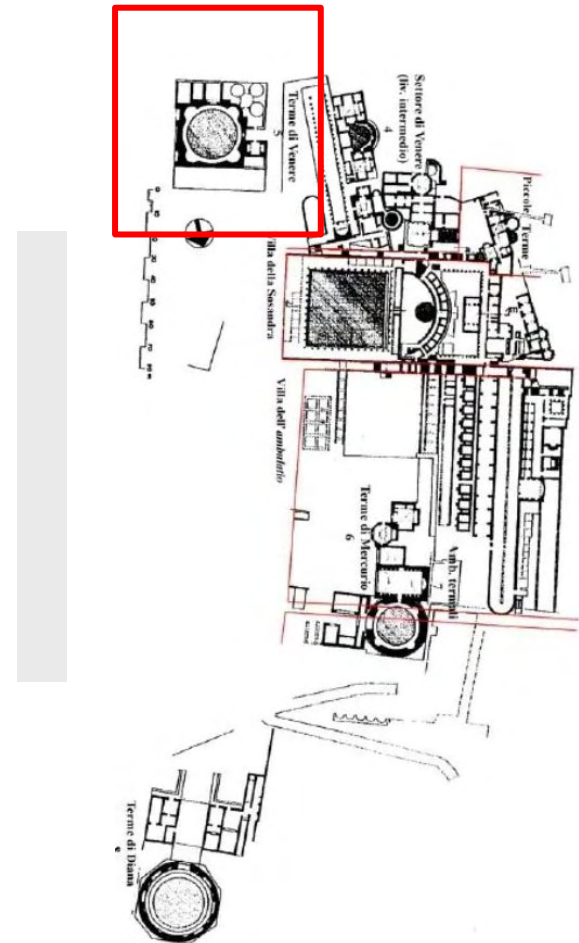 Terme di Venere
5
Settore di Venere
(liv. intermedio)
4
Piccole Terme
Villa della Sosandra
Villa dell'ambulatio
Terme di Mercurio
6
Amb. termali
Terme di Diana